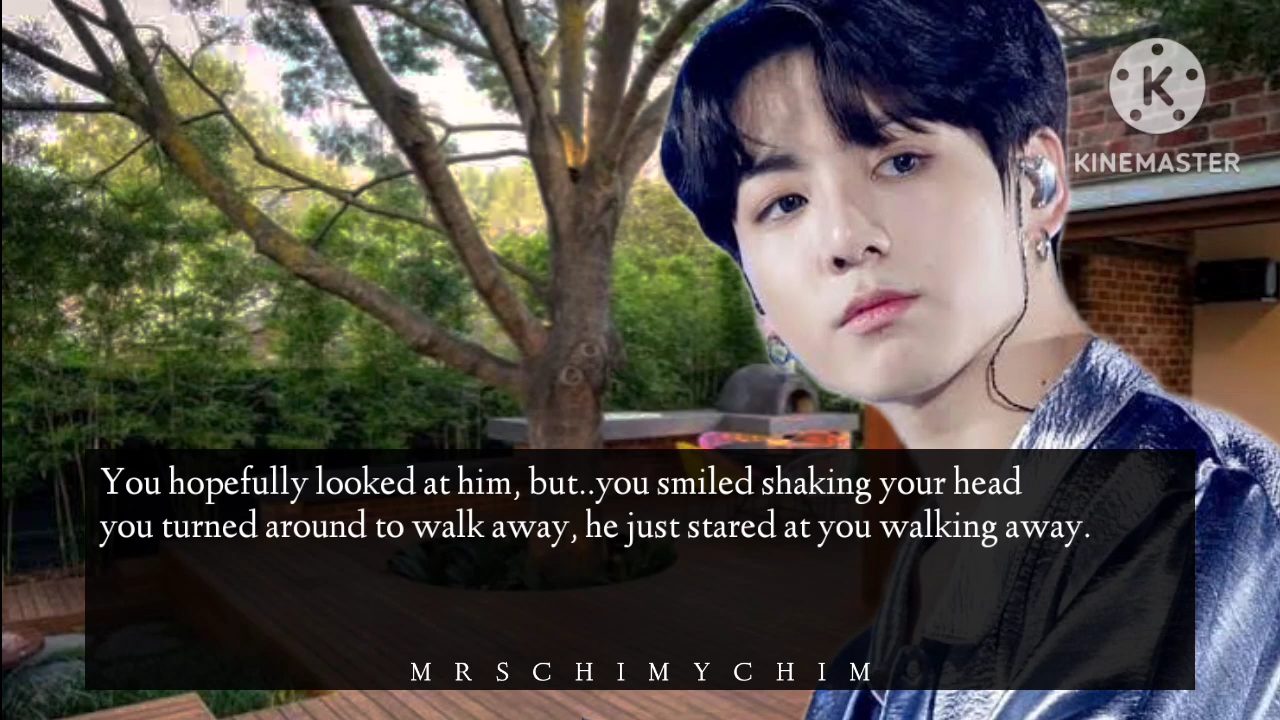 KINEMASTER
You hopefully looked at him, but..you smiled shaking your head
you turned around to walk away, he just stared at you walking away.
MRSCHIMYCHIM